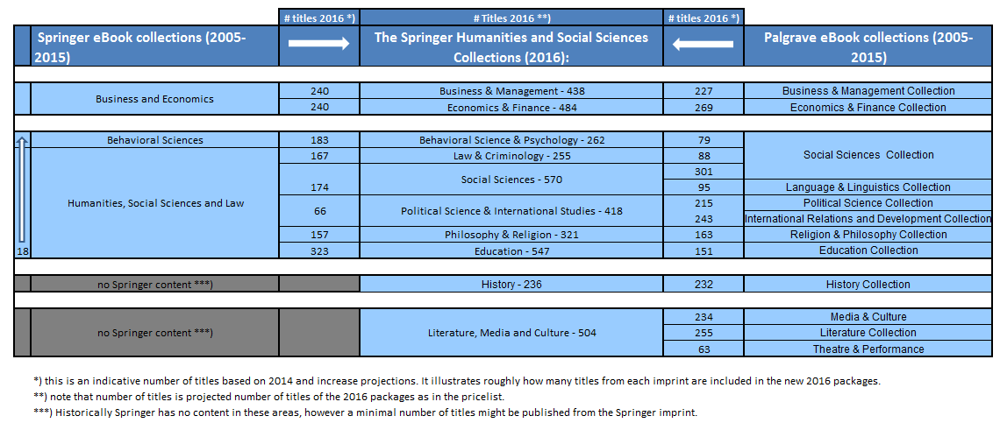 # titles 2016 *) # Titles 2016 **) # titles 2016 *)
Springer eBook collections (2005-
2015)
The Springer Humanities and Social Sciences
Collections (2016):
Palgrave eBook collections (2005-
2015)
Business and Economics
240 Business & Management - 438 227 Business & Management Collection
240 Economics & Finance - 484 269 Economics & Finance Collection
Behavioral Sciences 183 Behavioral Science & Psychology - 262 79
167 Law & Criminology - 255 88 Social Sciences Collection
301
Social Sciences - 570
174 95 Language & Linguistics Collection
Humanities, Social Sciences and Law
215 Political Science Collection
66 Political Science & International Studies - 418
243 International Relations and Development Collection
157 Philosophy & Religion - 321 163 Religion & Philosophy Collection
18 323 Education - 547 151 Education Collection
no Springer content ***) History - 236 232 History Collection
234 Media & Culture
no Springer content ***) Literature, Media and Culture - 504 255 Literature Collection
63 Theatre & Performance
*) this is an indicative number of titles based on 2014 and increase projections. It illustrates roughly how many titles from each imprint are included in the new 2016 packages.
**) note that number of titles is projected number of titles of the 2016 packages as in the pricelist.
***) Historically Springer has no content in these areas, however a minimal number of titles might be published from the Springer imprint.